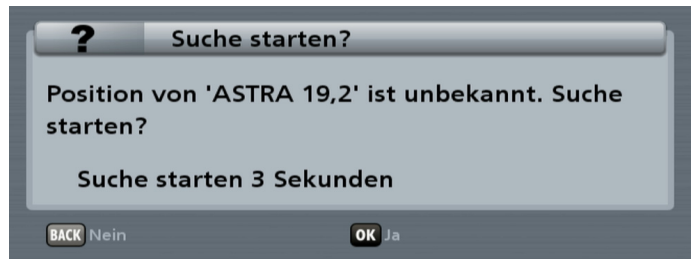 ?
Suche starten?
Position von 'ASTRA 19,2' ist unbekannt. Suche
starten?
Suche starten 3 Sekunden
BACK Nein
OK Ja